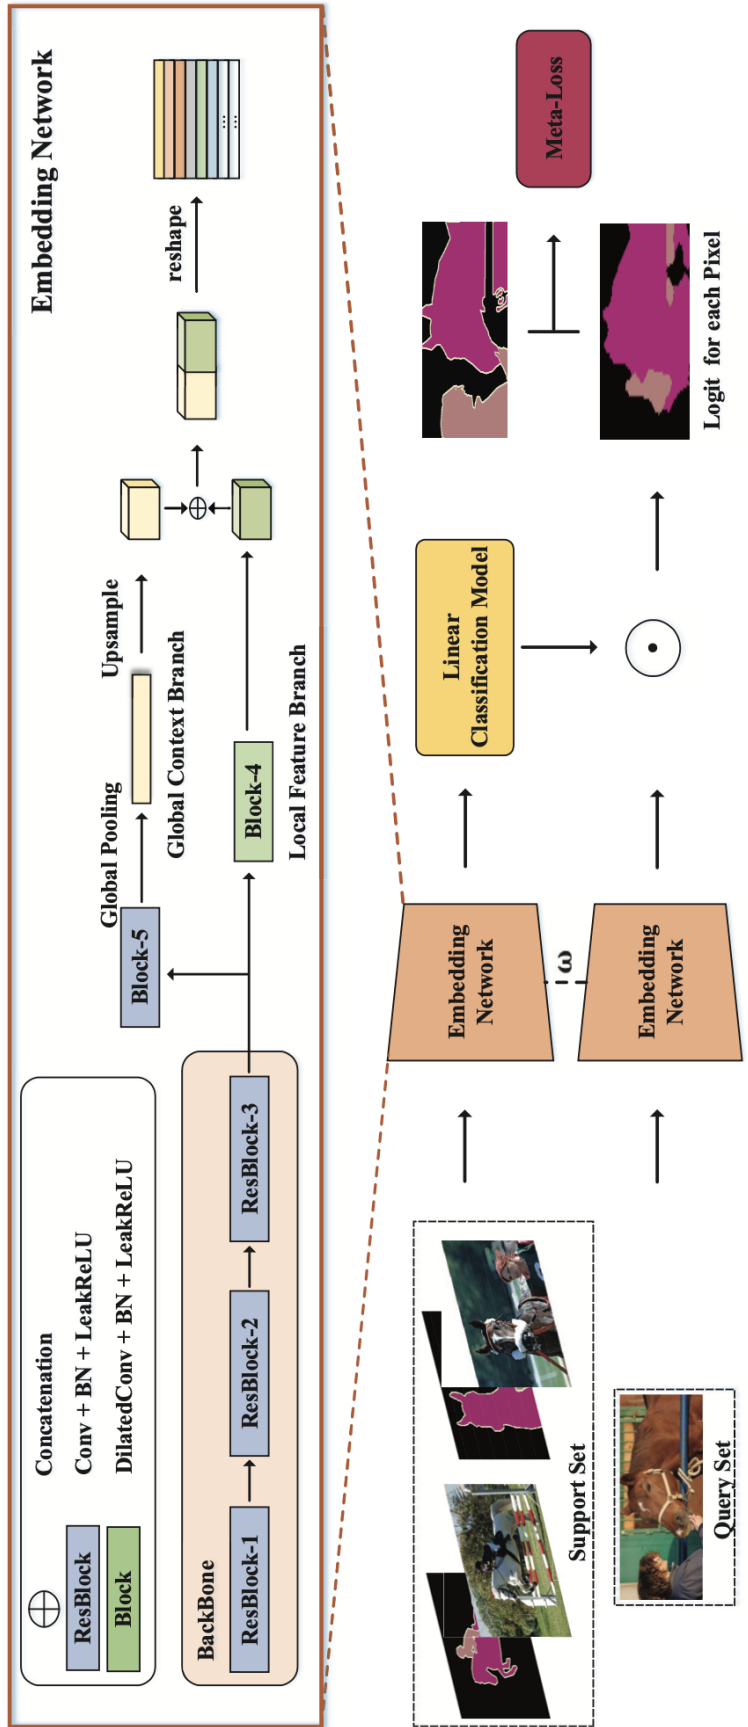 Embedding Network
Concatenation
ResBlock
Conv + BN + LeakReLU
Block
DilatedConv + BN + LeakReLU
BackBone
ResBlock-1
ResBlock-2
ResBlock-3
Block-5
Global Pooling
Upsample
Global Context Branch
Block-4
Local Feature Branch
reshape
...
...
Support Set
Query Set
Embedding
Network
ω
Embedding
Network
Linear
Classification Model
Logit for each Pixel
Meta-Loss